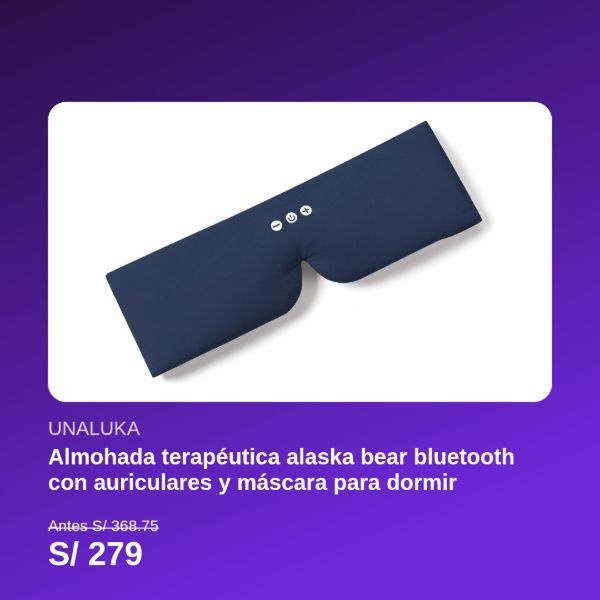 UNALUKA
Almohada terapéutica alaska bear bluetooth
con auriculares y máscara para dormir
Antes S/ 368.75
S/ 279